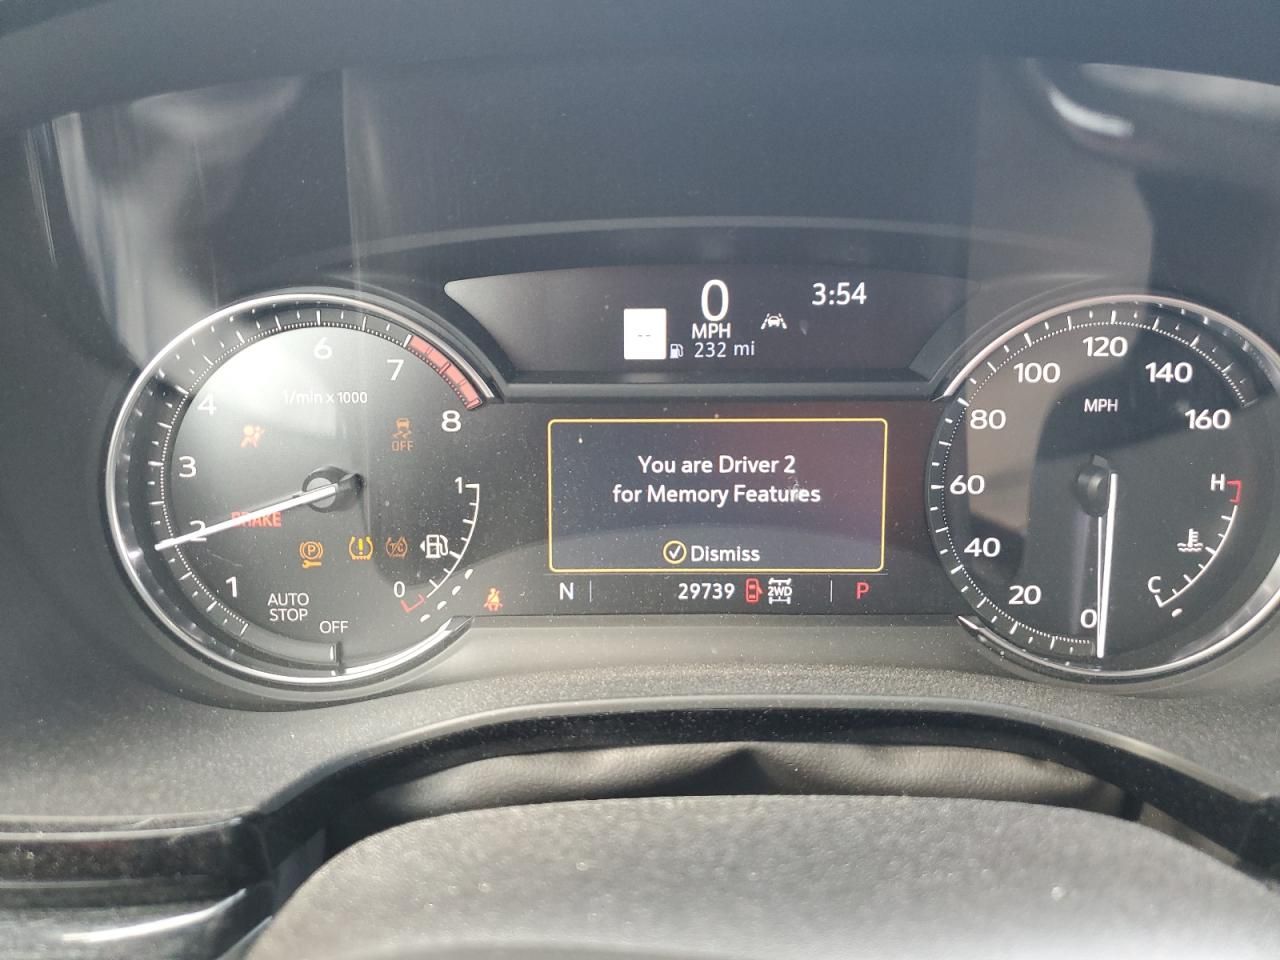 0
MPH
3:54
--
232 mi
6
7
1/min x 1000
4
8
OFF
3
2
BRAKE
P
!
1
0
1
AUTO
STOP
OFF
You are Driver 2
for Memory Features
Dismiss
N
29739
2WD
P
120
100
140
MPH
80
160
60
H
40
20
0
C